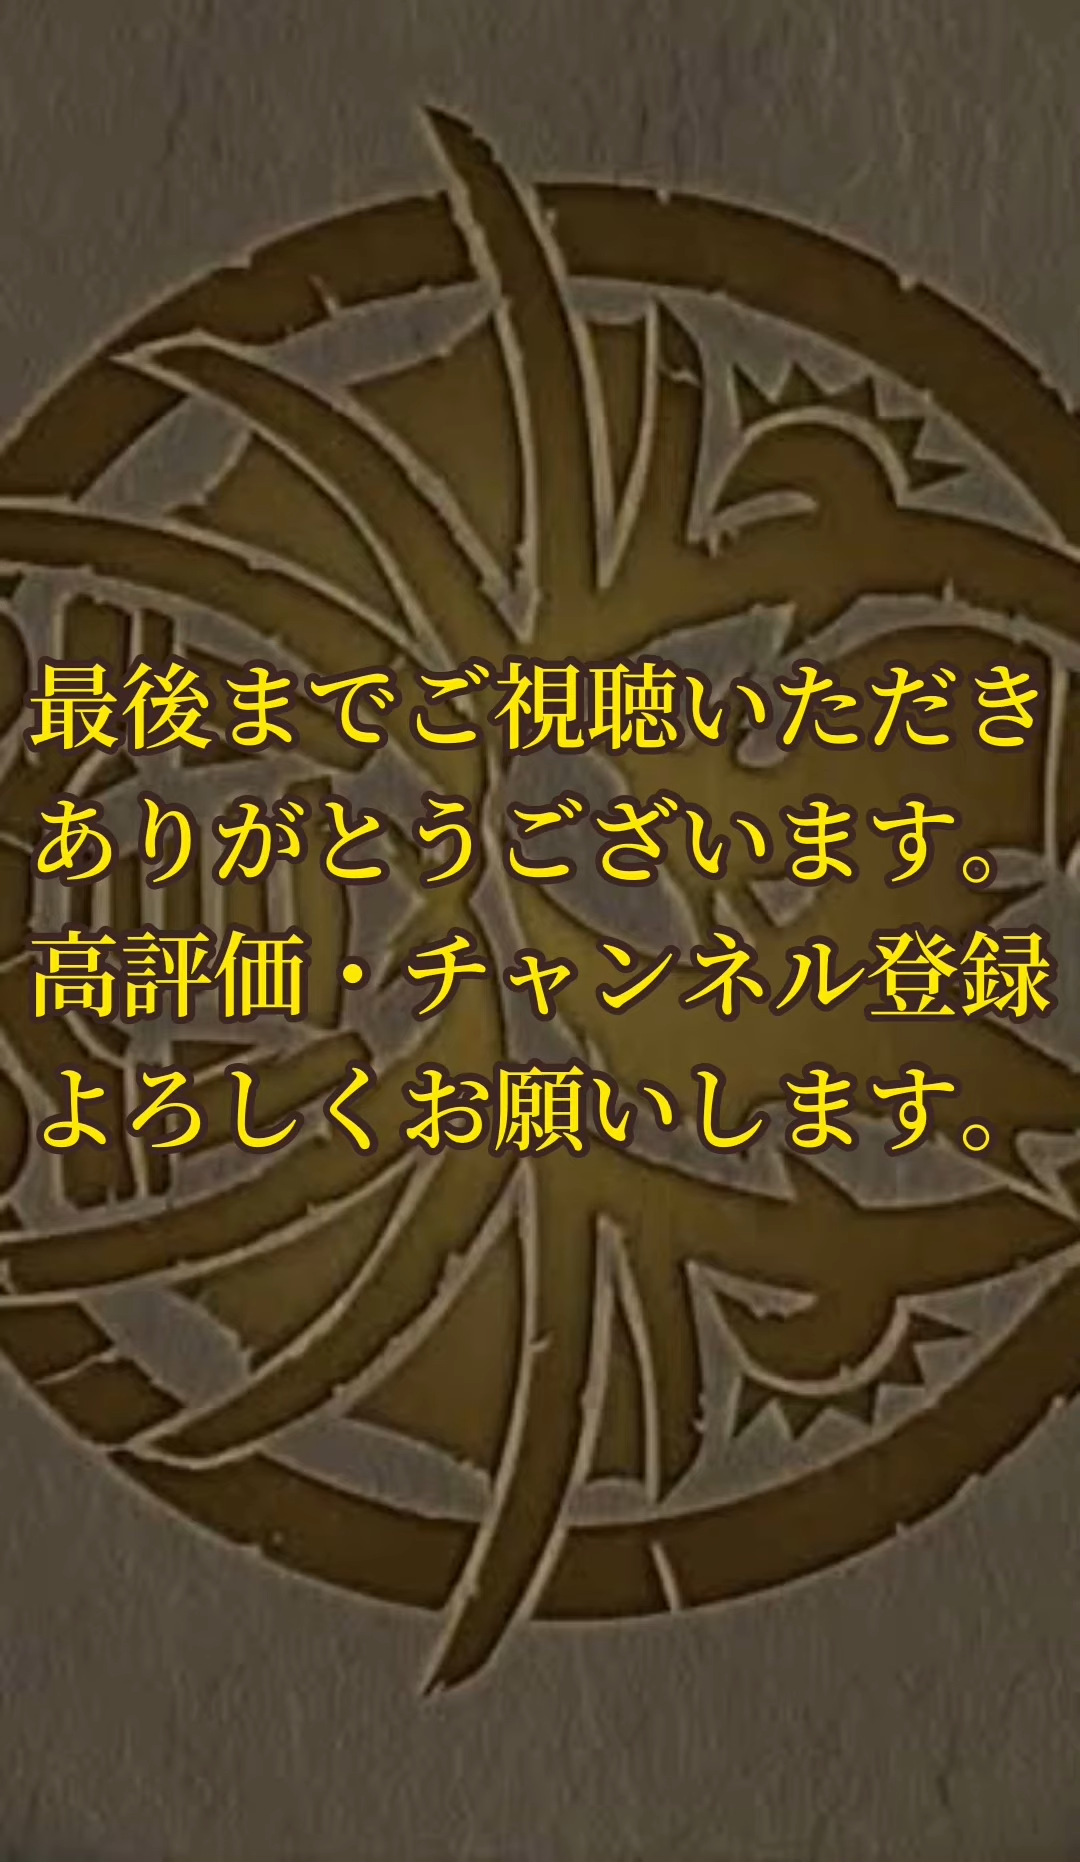 最後までご視聴いただき
ありがとうございます。
高評価・チャンネル登録
よろしくお願いします。